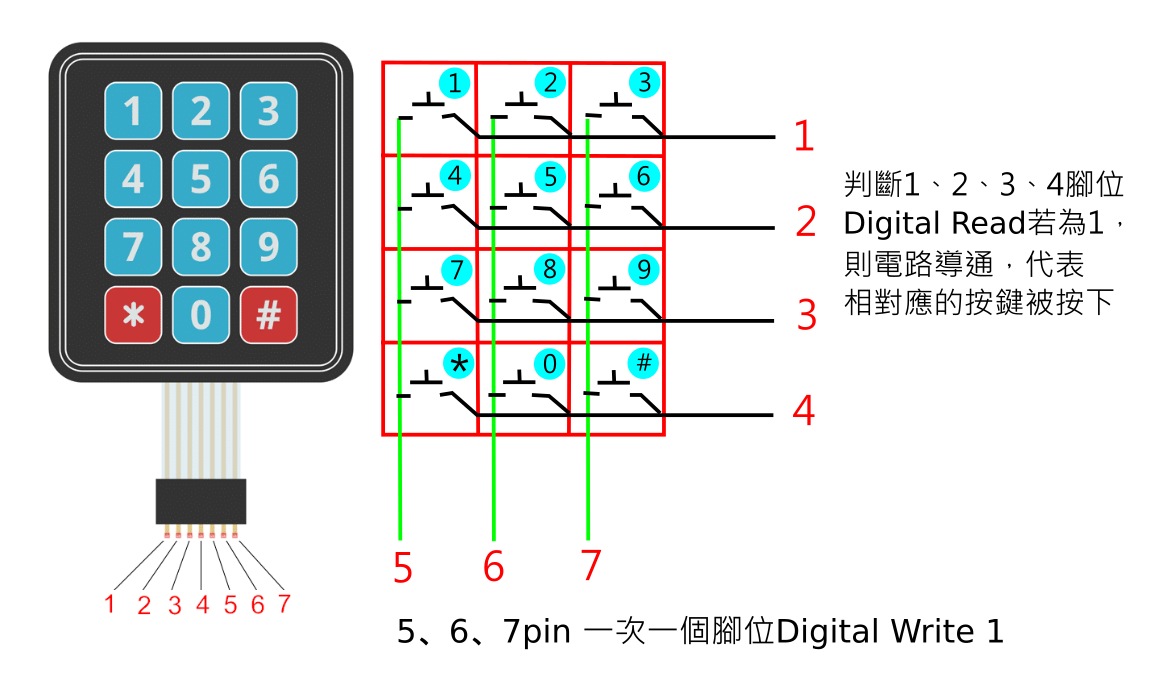 1 2 3
4 5 6
7 8 9
* 0 #
1 2 3 4 5 6 7
1 2 3
1
4 5 6
2
7 8 9
3
* 0 #
4
5 6 7
判斷1、2、3、4腳位
Digital Read若為1，
則電路導通，代表
相對應的按鍵被按下
5、6、7pin 一次一個腳位Digital Write 1